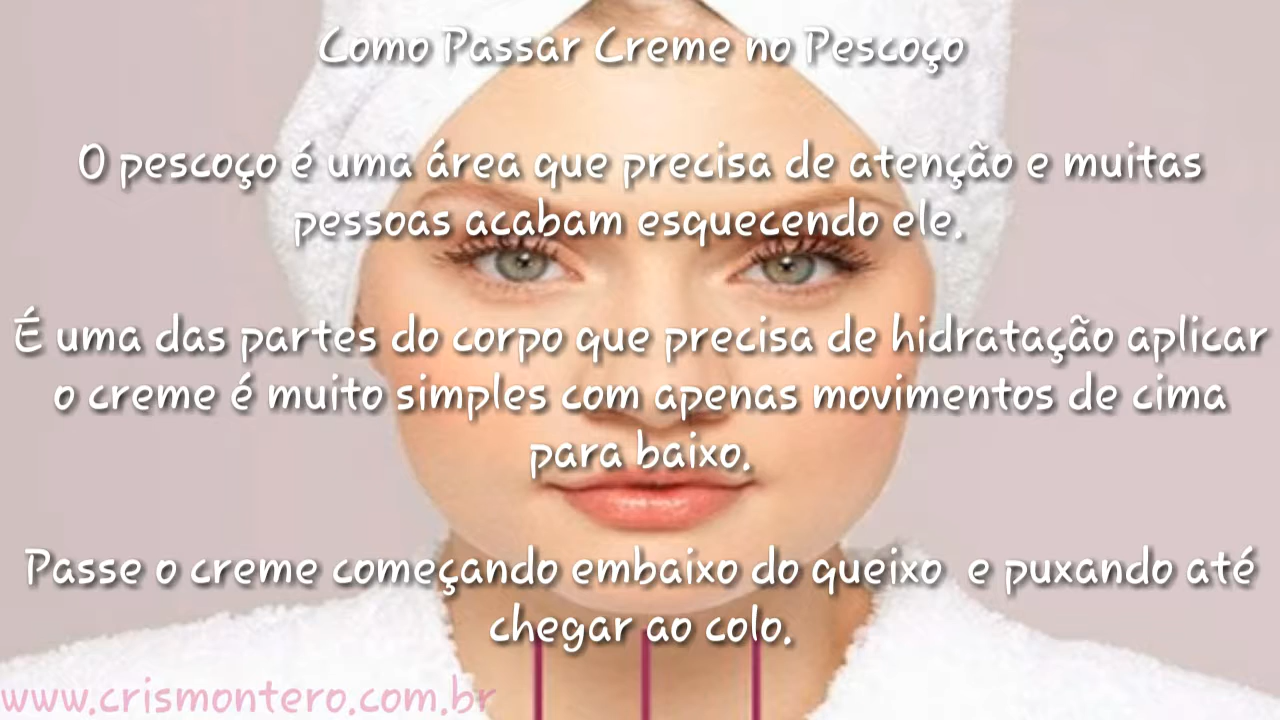 Como Passar Creme no Pescoço
O pescoço é uma área que precisa de atenção e muitas
pessoas acabam esquecendo ele.
É uma das partes do corpo que precisa de hidratação aplicar
o creme é muito simples com apenas movimentos de cima
para baixo.
Passe o creme começando embaixo do queixo  e puxando até
chegar ao colo.
www.crismontero.com.br